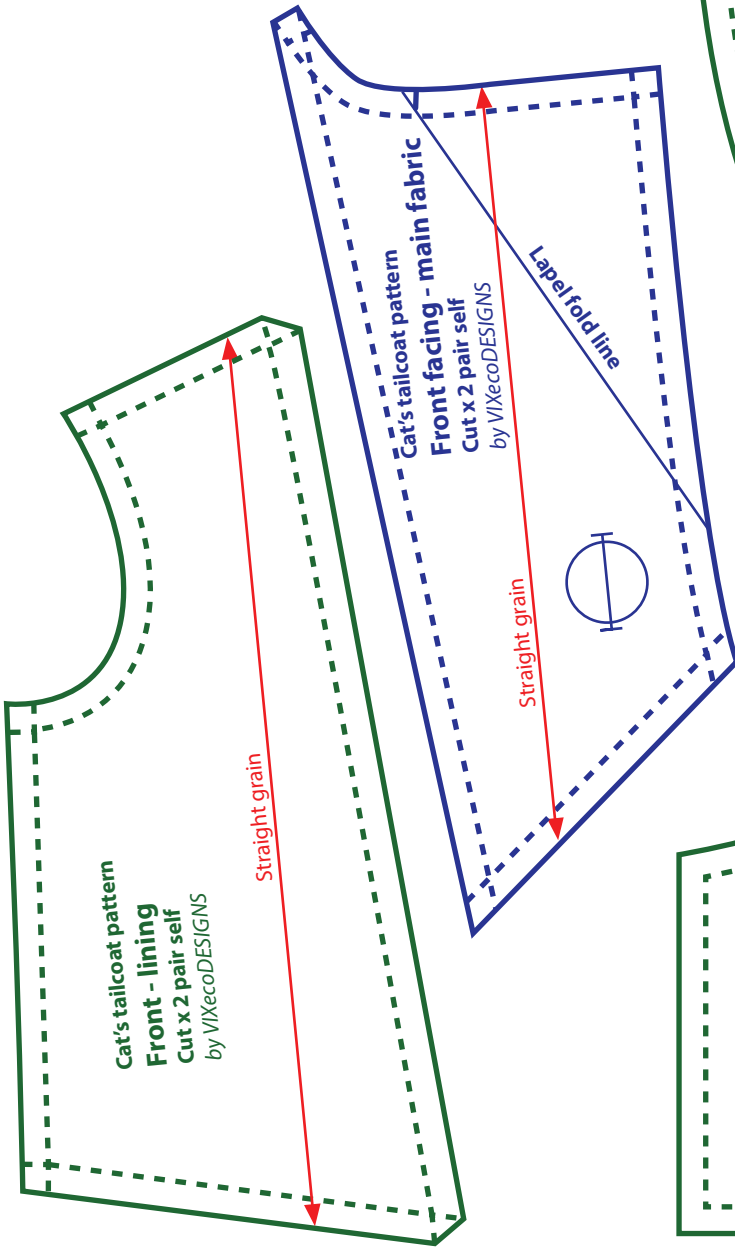 Cat's tailcoat pattern
Front facing - main fabric
Cut x 2 pair self
by VIXecoDESIGNS
Lapel fold line
Straight grain
Cat's tailcoat pattern
Front - lining
Cut x 2 pair self
by VIXecoDESIGNS
Straight grain